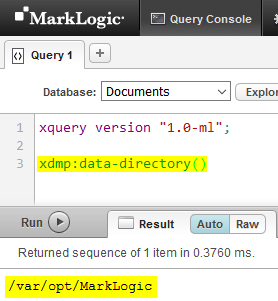 MarkLogic
Query Console
Query 1
+
Database: Documents Explor
1 xquery version "1.0-ml";
2
3 xdmp:data-directory()
Run Result Auto Raw
Returned sequence of 1 item in 0.3760 ms.
/var/opt/MarkLogic